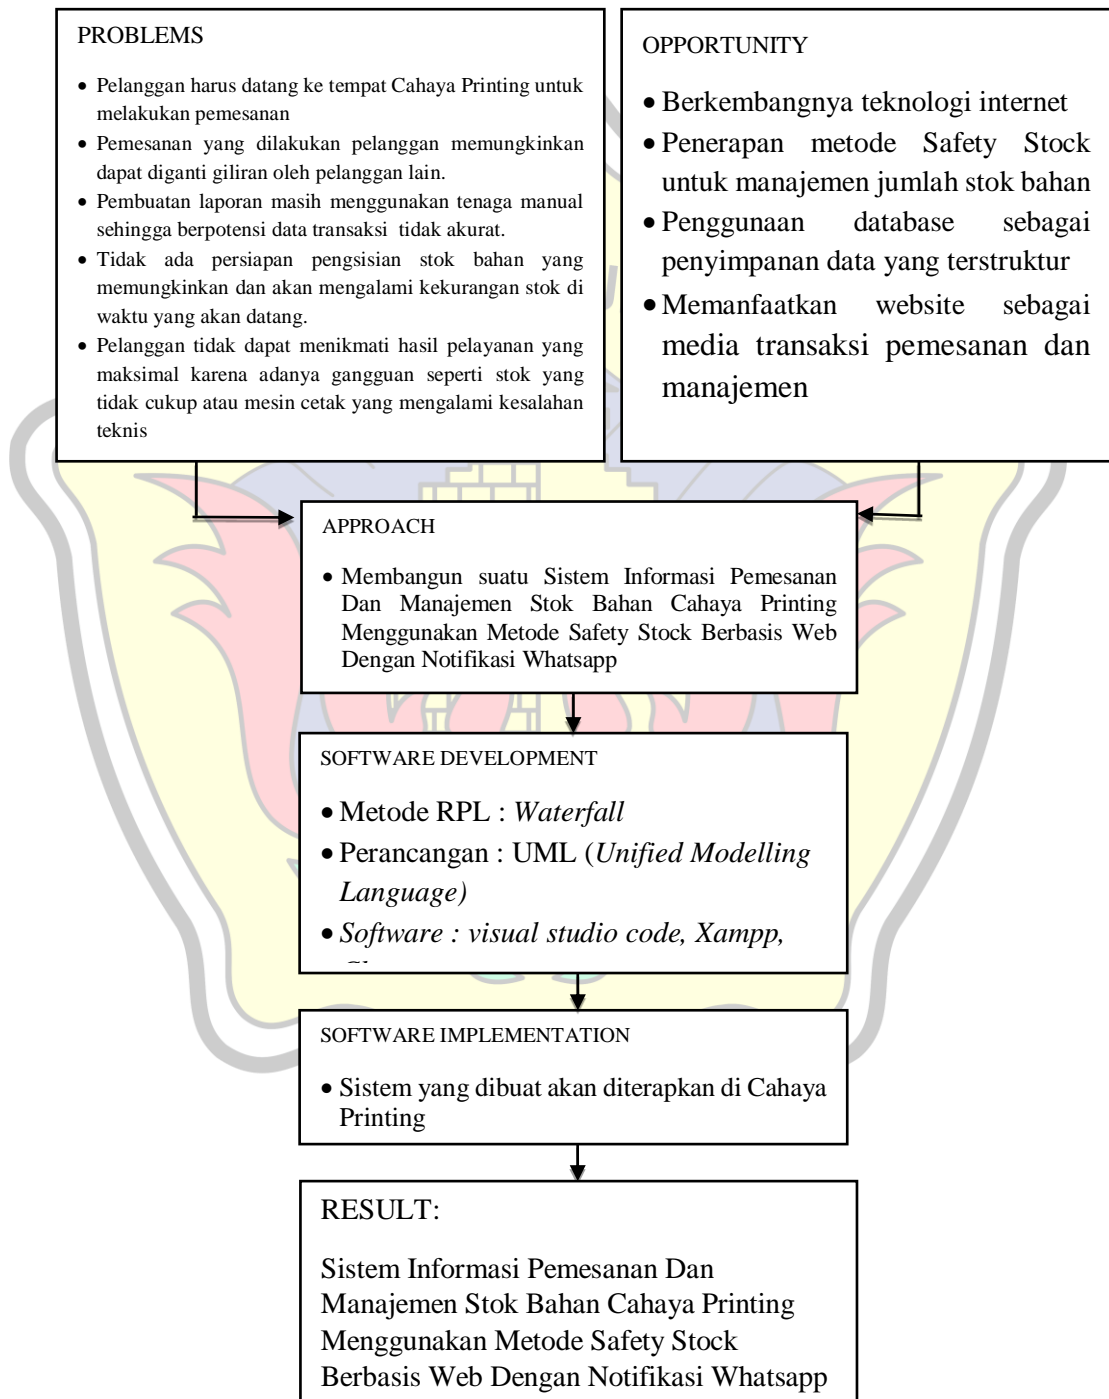 PROBLEMS
• Pelanggan harus datang ke tempat Cahaya Printing untuk
melakukan pemesanan
• Pemesanan yang dilakukan pelanggan memungkinkan
dapat diganti giliran oleh pelanggan lain.
• Pembuatan laporan masih menggunakan tenaga manual
sehingga berpotensi data transaksi tidak akurat.
• Tidak ada persiapan pengsisian stok bahan yang
memungkinkan dan akan mengalami kekurangan stok di
waktu yang akan datang.
• Pelanggan tidak dapat menikmati hasil pelayanan yang
maksimal karena adanya gangguan seperti stok yang
tidak cukup atau mesin cetak yang mengalami kesalahan
teknis
OPPORTUNITY
• Berkembangnya teknologi internet
• Penerapan metode Safety Stock
untuk manajemen jumlah stok bahan
• Penggunaan database sebagai
penyimpanan data yang terstruktur
• Memanfaatkan website sebagai
media transaksi pemesanan dan
manajemen
APPROACH
• Membangun suatu Sistem Informasi Pemesanan
Dan Manajemen Stok Bahan Cahaya Printing
Menggunakan Metode Safety Stock Berbasis Web
Dengan Notifikasi Whatsapp
SOFTWARE DEVELOPMENT
• Metode RPL : Waterfall
• Perancangan : UML (Unified Modelling
Language)
• Software : visual studio code, Xampp,
SOFTWARE IMPLEMENTATION
• Sistem yang dibuat akan diterapkan di Cahaya
Printing
RESULT:
Sistem Informasi Pemesanan Dan
Manajemen Stok Bahan Cahaya Printing
Menggunakan Metode Safety Stock
Berbasis Web Dengan Notifikasi Whatsapp